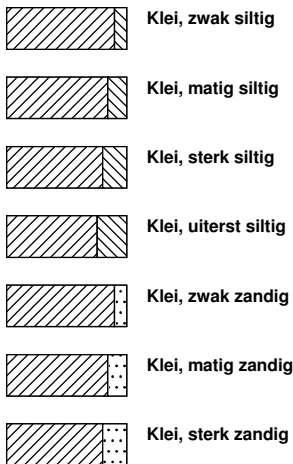 Klei, zwak siltig
Klei, matig siltig
Klei, sterk siltig
Klei, uiterst siltig
Klei, zwak zandig
Klei, matig zandig
Klei, sterk zandig